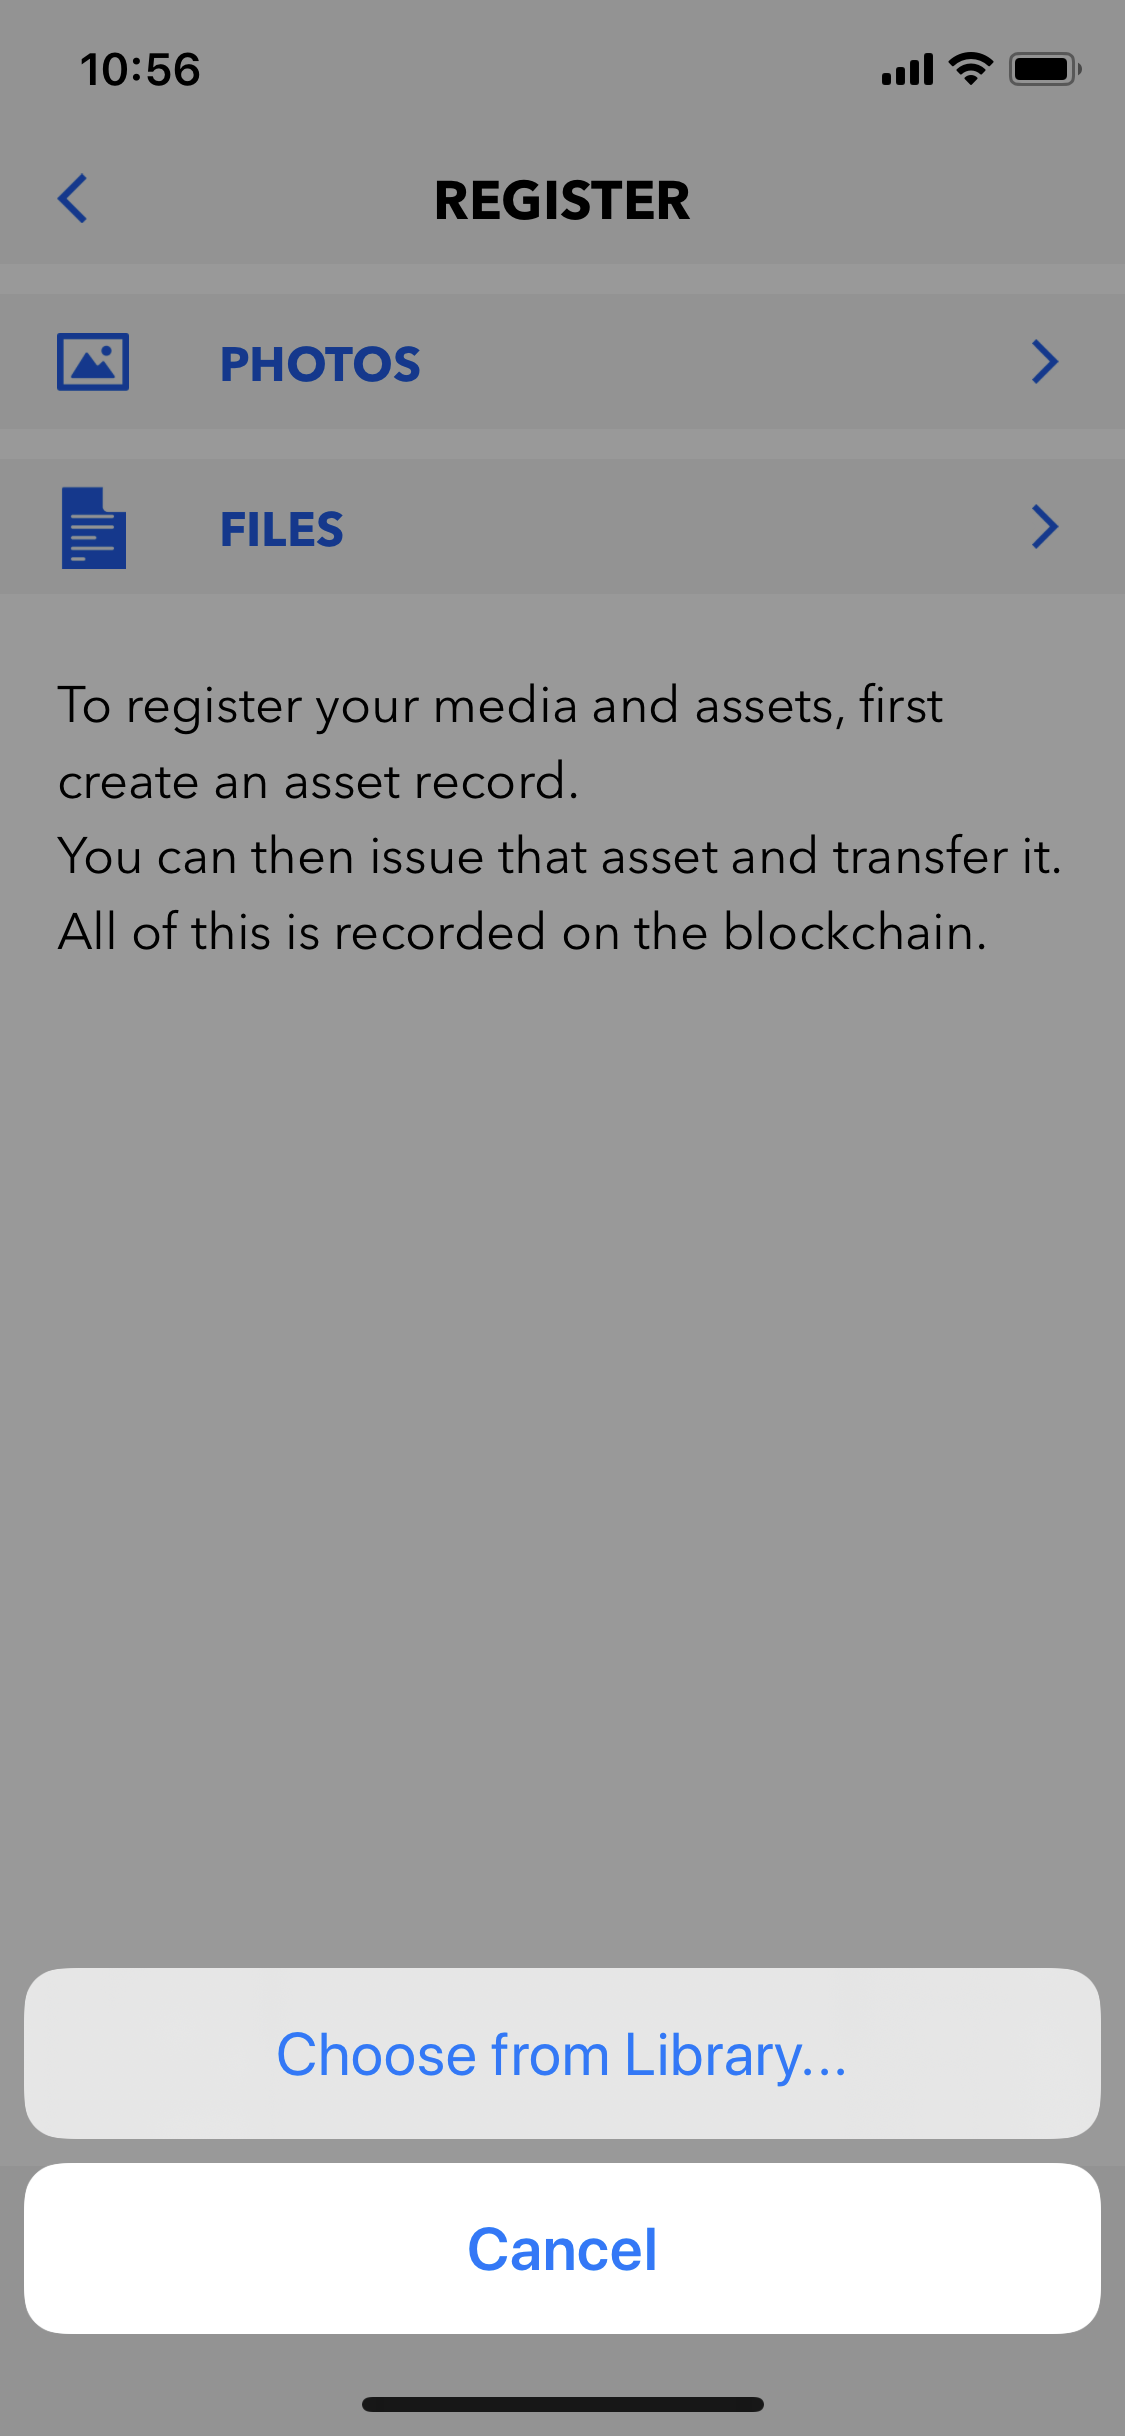 10:56
REGISTER
PHOTOS
FILES
To register your media and assets, first
create an asset record.
You can then issue that asset and transfer it.
All of this is recorded on the blockchain.
Choose from Library...
Cancel